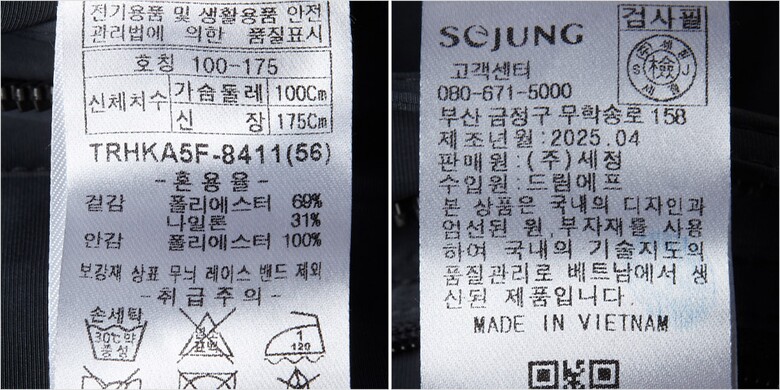 전기용품 및 생활용품 안전
관리법에 의한 품질표시
호칭 100-175
신체치수 가슴둘레 100Cm
신 장 175Cm
TRHKA5F-8411(56)
- 혼 용 율 -
겉감 폴리에스터 69%
나일론 31%
안감 폴리에스터 100%
보강재 상표 무늬 레이스 밴드 제외
- 취 급 주 의 -
손세탁
30℃약
중성
표백
1
120
SEJUNG
검사필
檢
고객센터
080-671-5000
부산 금정구 무학송로 158
제 조 년 월 : 2025.04
판 매 원 : (주) 세정
수 입 원 : 드림에프
본 상품은 국내의 디자인과
엄선된 원.부자재를 사용
하여 국내의 기술지도의
품질관리로 베트남에서 생
산된 제품입니다.
MADE IN VIETNAM